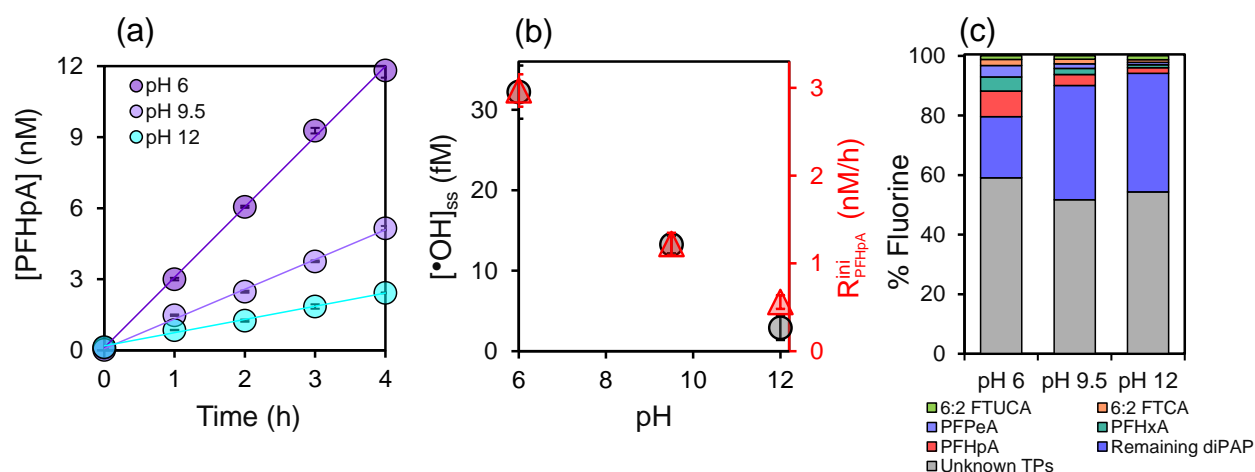 (a)
[PFHpA] (nM)
12
9
6
3
0
pH 6
pH 9.5
pH 12
0 1 2 3 4
Time (h)
(b)
[•OH]ss (fM)
30
20
10
0
6 8 10 12
pH
3
2
1
0
R^ini_PFHpA (nM/h)
(c)
% Fluorine
100
80
60
40
20
0
pH 6 pH 9.5 pH 12
6:2 FTUCA 6:2 FTCA
PFPeA PFHxA
PFHpA Remaining diPAP
Unknown TPs